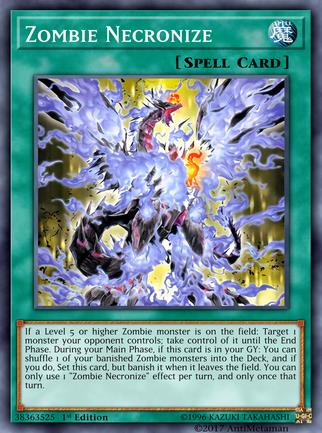 Zombie Necronize
[Spell Card]
If a Level 5 or higher Zombie monster is on the field: Target 1
monster your opponent controls; take control of it until the End
Phase. During your Main Phase, if this card is in your GY: You can
shuffle 1 of your banished Zombie monsters into the Deck, and if
you do, Set this card, but banish it when it leaves the field. You can
only use 1 "Zombie Necronize" effect per turn, and only once that
turn.
38363525 1st Edition ©1996 KAZUKI TAKAHASHI
©2017 AntiMetaman